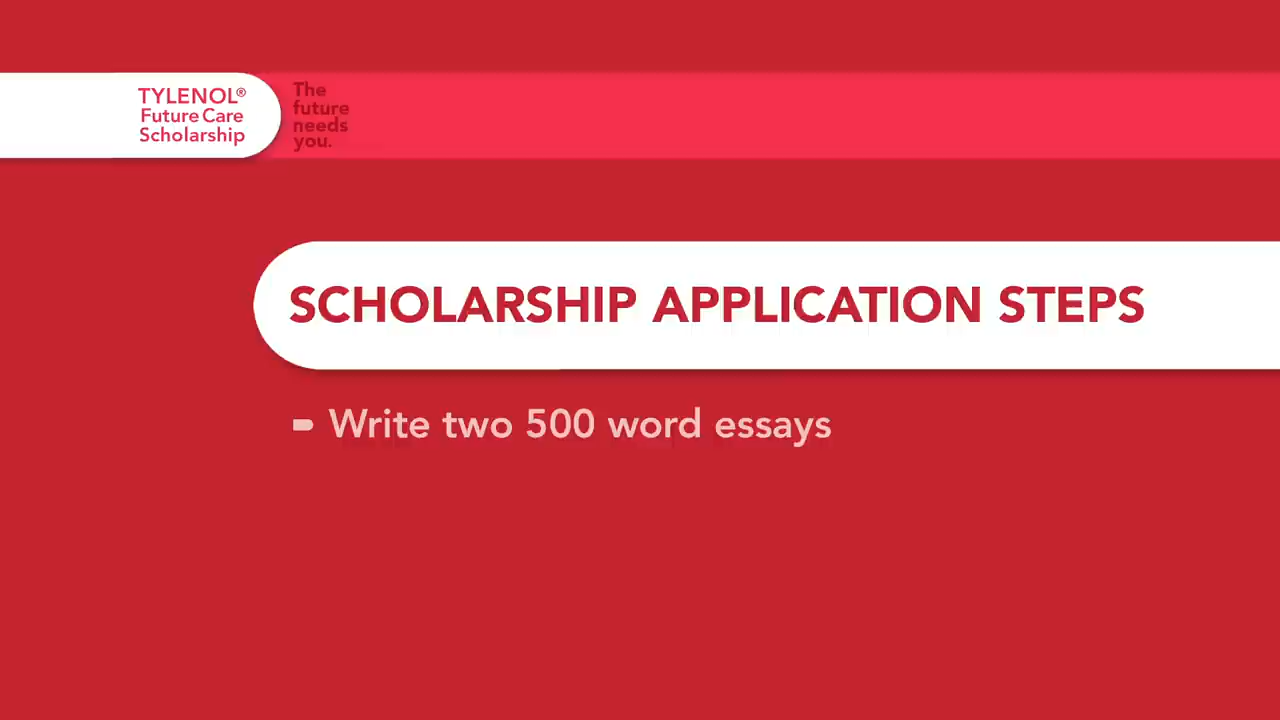 TYLENOL®
Future Care
Scholarship
The
future
needs
you.
SCHOLARSHIP APPLICATION STEPS
Write two 500 word essays